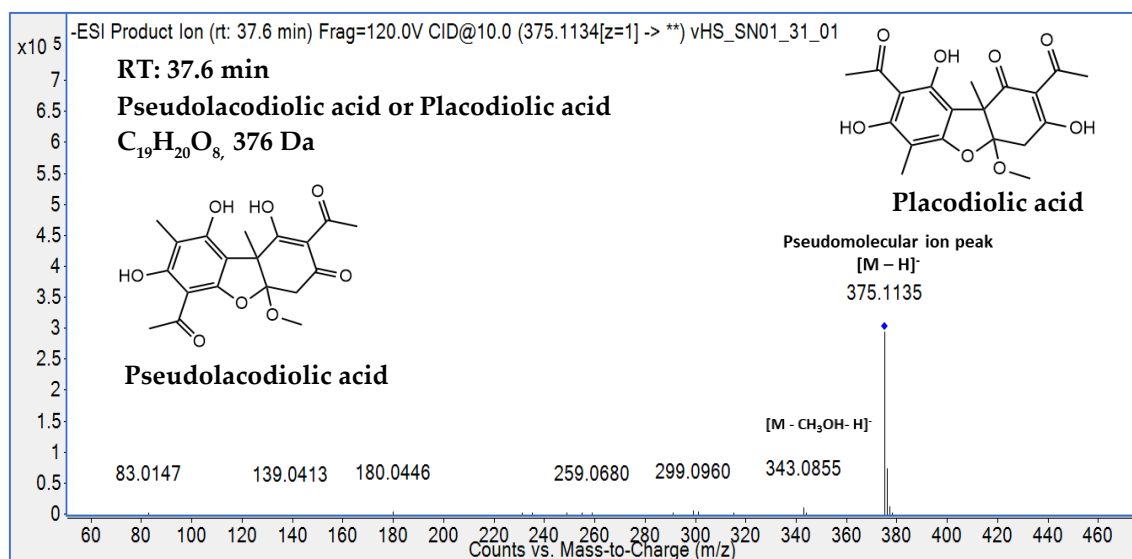 -ESI Product Ion (rt: 37.6 min) Frag=120.0V CID@10.0 (375.1134[z=1] -> **) vHS_SN01_31_01
x10 5
RT: 37.6 min
Pseudolacodiolic acid or Placodiolic acid
C19H20O8, 376 Da
7
6.5
6
5.5
5
4.5
4
3.5
3
2.5
2
1.5
1
0.5
0
O
OH
O
O
HO
OH
O
O
Placodiolic acid
OH
HO
O
HO
O
O
O
O
Pseudolacodiolic acid
Pseudomolecular ion peak
[M – H]-
375.1135
[M - CH3OH- H]-
83.0147 139.0413 180.0446 259.0680 299.0960 343.0855
60 80 100 120 140 160 180 200 220 240 260 280 300 320 340 360 380 400 420 440 460
Counts vs. Mass-to-Charge (m/z)